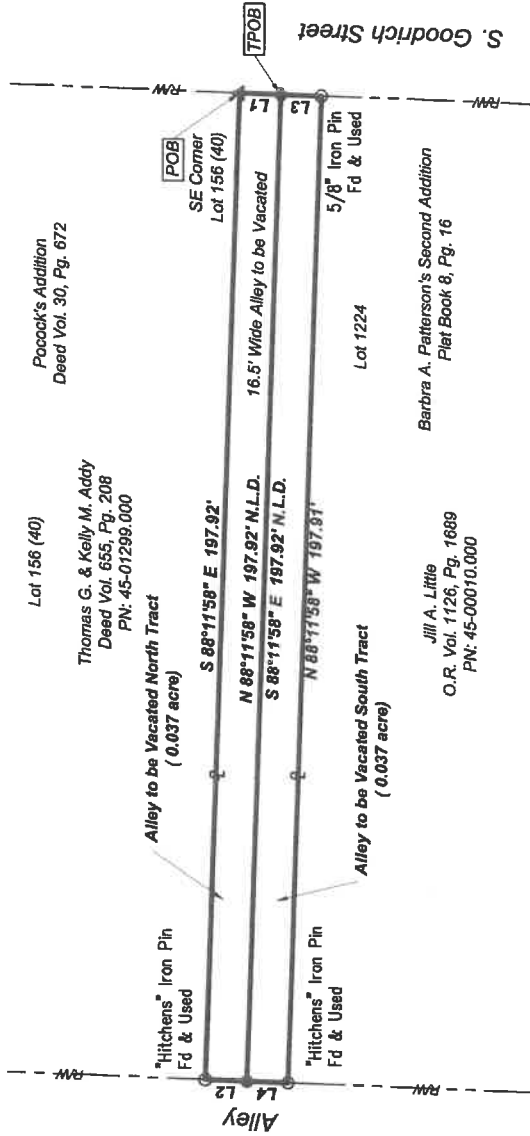 Lot 156 (40)
Pocock's Addition
Deed Vol. 30, Pg. 672
Thomas G. & Kelly M. Addy
Deed Vol. 655, Pg. 208
PN: 45-01299.000
R/W
R/W
"Hitchens" Iron Pin
Fd & Used
Alley to be Vacated North Tract
( 0.037 acre)
POB
SE Corner
Lot 156 (40)
S 88°11'58" E 197.92'
PL
L1
L2
TPOB
16.5' Wide Alley to be Vacated
N 88°11'58" W 197.92' N.L.D.
S 88°11'58" E 197.92' N.L.D.
Alley
S. Goodrich Street
L3
L4
N 88°11'58" W 197.91'
PL
"Hitchens" Iron Pin
Fd & Used
Alley to be Vacated South Tract
( 0.037 acre)
5/8" Iron Pin
Fd & Used
R/W
R/W
Lot 1224
Jill A. Little
O.R. Vol. 1126, Pg. 1689
PN: 45-00010.000
Barbra A. Patterson's Second Addition
Plat Book 8, Pg. 16